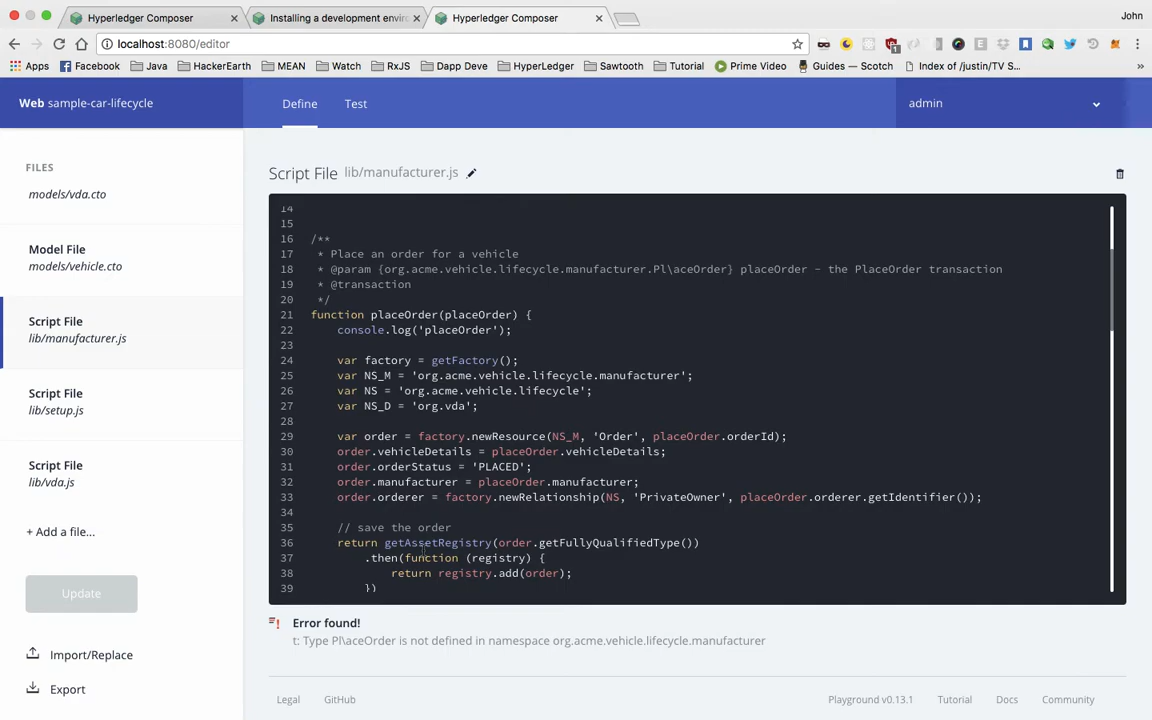 Hyperledger Composer
Installing a development enviro
Hyperledger Composer
John
localhost:8080/editor
Apps
Facebook
Java
HackerEarth
MEAN
Watch
RxJS
Dapp Deve
HyperLedger
Sawtooth
Tutorial
Prime Video
Guides — Scotch
Index of /justin/TV S...
»
Web sample-car-lifecycle
Define
Test
admin
FILES
models/vda.cto
Model File
models/vehicle.cto
Script File
lib/manufacturer.js
Script File
lib/setup.js
Script File
lib/vda.js
+ Add a file...
Update
Import/Replace
Export
Script File lib/manufacturer.js
14
15
16 /**
17 * Place an order for a vehicle
18 * @param {org.acme.vehicle.lifecycle.manufacturer.Pl\aceOrder} placeOrder - the PlaceOrder transaction
19 * @transaction
20 */
21 function placeOrder(placeOrder) {
22 console.log('placeOrder');
23
24 var factory = getFactory();
25 var NS_M = 'org.acme.vehicle.lifecycle.manufacturer';
26 var NS = 'org.acme.vehicle.lifecycle';
27 var NS_D = 'org.vda';
28
29 var order = factory.newResource(NS_M, 'Order', placeOrder.orderId);
30 order.vehicleDetails = placeOrder.vehicleDetails;
31 order.orderStatus = 'PLACED';
32 order.manufacturer = placeOrder.manufacturer;
33 order.orderer = factory.newRelationship(NS, 'PrivateOwner', placeOrder.orderer.getIdentifier());
34
35 // save the order
36 return getAssetRegistry(order.getFullyQualifiedType())
37 .then(function (registry) {
38 return registry.add(order);
39 })
Error found!
t: Type Pl\aceOrder is not defined in namespace org.acme.vehicle.lifecycle.manufacturer
Legal
GitHub
Playground v0.13.1
Tutorial
Docs
Community